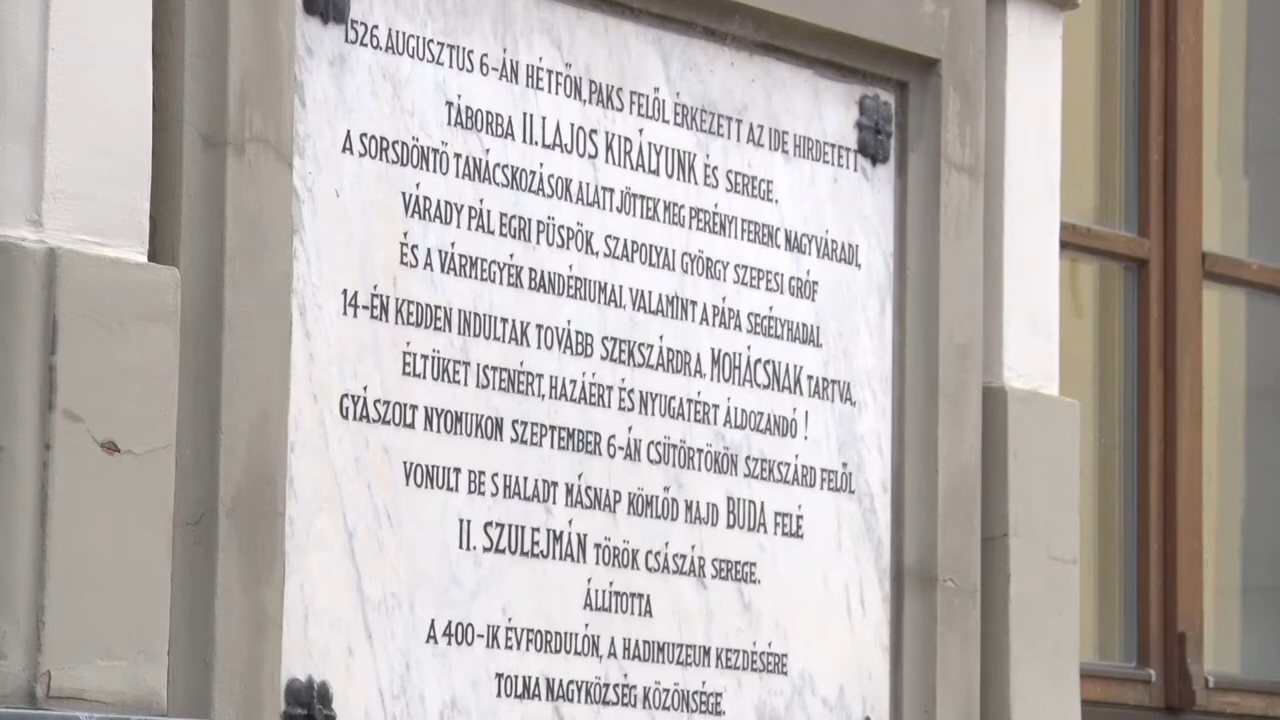 1526. AUGUSZTUS 6-ÁN HÉTFŐN, PAKS FELŐL ÉRKEZETT AZ IDE HIRDETETT
TÁBORBA II. LAJOS KIRÁLYUNK ÉS SEREGE.
A SORSDÖNTŐ TANÁCSKOZÁSOK ALATT JÖTTEK MEG PERÉNYI FERENC NAGYVÁRADI,
VÁRADY PÁL EGRI PÜSPÖK, SZAPOLYAI GYÖRGY SZEPESI GRÓF
ÉS A VÁRMEGYÉK BANDÉRIUMAI, VALAMINT A PÁPA SEGÉLYHADAI.
14-ÉN KEDDEN INDULTAK TOVÁBB SZEKSZÁRDRA, MOHÁCSNAK TARTVA,
ÉLTÜKET ISTENÉRT, HAZÁÉRT ÉS NYUGATÉRT ÁLDOZANDÓ !
GYÁSZOLT NYOMUKON SZEPTEMBER 6-ÁN CSÜTÖRTÖKÖN SZEKSZÁRD FELŐL
VONULT BE S HALADT MÁSNAP KÖMLŐD MAJD BUDA FELÉ
II. SZULEJMÁN TÖRÖK CSÁSZÁR SEREGE.
ÁLLÍTOTTA
A 400-IK ÉVFORDULÓN, A HADIMUZEUM KEZDÉSÉRE
TOLNA NAGYKÖZSÉG KÖZÖNSÉGE.